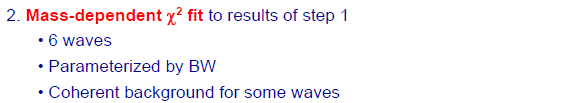 2. Mass-dependent χ² fit to results of step 1
• 6 waves
• Parameterized by BW
• Coherent background for some waves